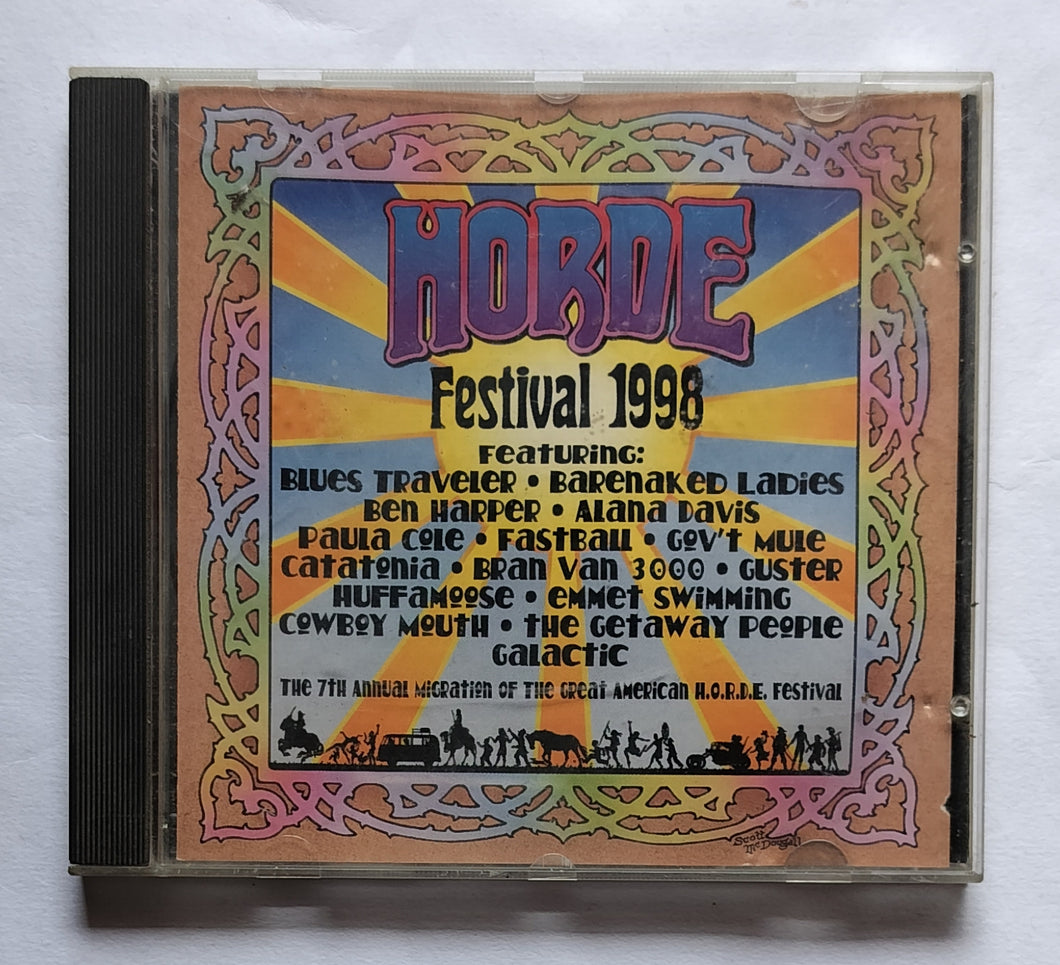 HORDE
Festival 1998
Featuring:
Blues Traveler • Barenaked Ladies
Ben Harper • Alana Davis
Paula Cole • Fastball • Gov't Mule
Catatonia • Bran Van 3000 • Guster
Huffamoose • Emmet Swimming
Cowboy Mouth • The Getaway People
Galactic
The 7th Annual Migration of the Great American H.O.R.D.E. Festival
Scott
McDougall